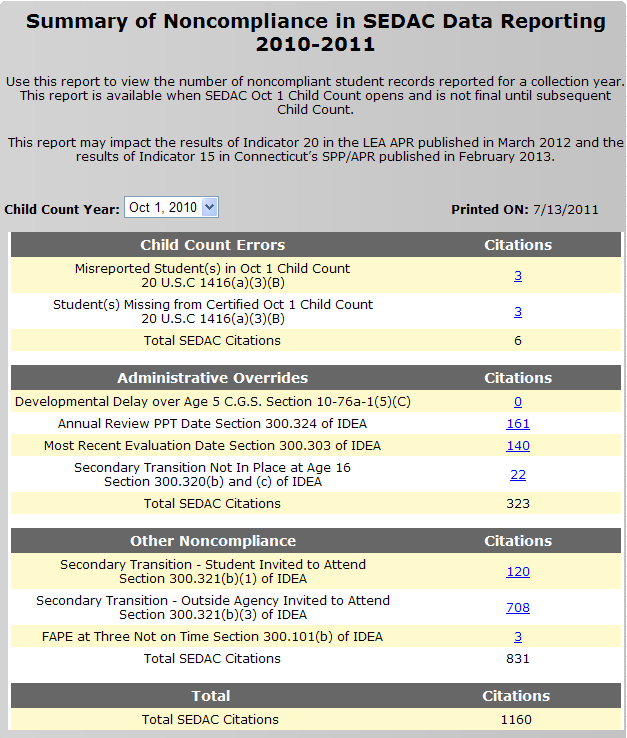 Summary of Noncompliance in SEDAC Data Reporting
2010-2011
Use this report to view the number of noncompliant student records reported for a collection year.
This report is available when SEDAC Oct 1 Child Count opens and is not final until subsequent
Child Count.
This report may impact the results of Indicator 20 in the LEA APR published in March 2012 and the
results of Indicator 15 in Connecticut's SPP/APR published in February 2013.
Child Count Year: Oct 1, 2010 Printed ON: 7/13/2011
Child Count Errors Citations
Misreported Student(s) in Oct 1 Child Count
20 U.S.C 1416(a)(3)(B) 3
Student(s) Missing from Certified Oct 1 Child Count
20 U.S.C 1416(a)(3)(B) 3
Total SEDAC Citations 6
Administrative Overrides Citations
Developmental Delay over Age 5 C.G.S. Section 10-76a-1(5)(C) 0
Annual Review PPT Date Section 300.324 of IDEA 161
Most Recent Evaluation Date Section 300.303 of IDEA 140
Secondary Transition Not In Place at Age 16
Section 300.320(b) and (c) of IDEA 22
Total SEDAC Citations 323
Other Noncompliance Citations
Secondary Transition - Student Invited to Attend
Section 300.321(b)(1) of IDEA 120
Secondary Transition - Outside Agency Invited to Attend
Section 300.321(b)(3) of IDEA 708
FAPE at Three Not on Time Section 300.101(b) of IDEA 3
Total SEDAC Citations 831
Total Citations
Total SEDAC Citations 1160